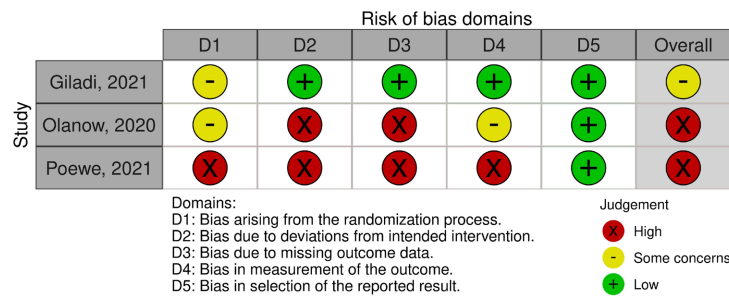 Risk of bias domains
D1 D2 D3 D4 D5 Overall
Study
Giladi, 2021 - + + + + -
Olanow, 2020 - X X - + X
Poewe, 2021 X X X X + X
Domains:
D1: Bias arising from the randomization process.
D2: Bias due to deviations from intended intervention.
D3: Bias due to missing outcome data.
D4: Bias in measurement of the outcome.
D5: Bias in selection of the reported result.
Judgement
X High
- Some concerns
+ Low